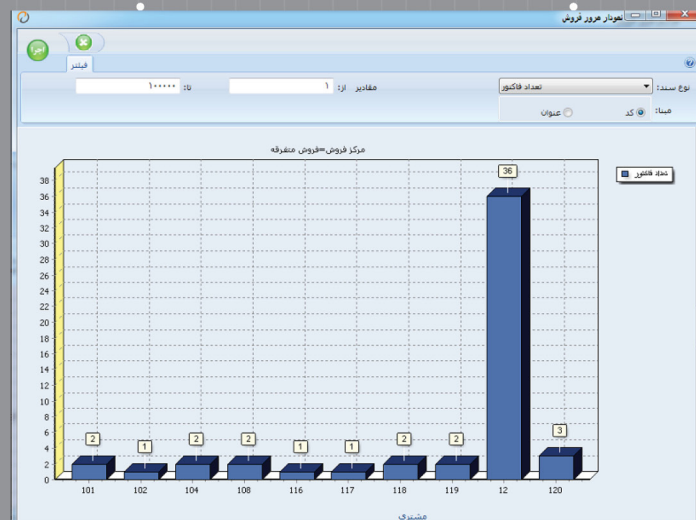 نمودار مرور فروش
اجرا
فیلتر
نوع سند: تعداد فاکتور
مقادیر از: ۱ تا: ۱۰۰۰۰۰
مبنا: کد عنوان
مرکز فروش=فروش متفرقه
تعداد فاکتور
38
36
34
32
30
28
26
24
22
20
18
16
14
12
10
8
6
4
2
0
2 1 2 2 1 1 2 2 36 3
101 102 104 108 116 117 118 119 12 120
مشتری